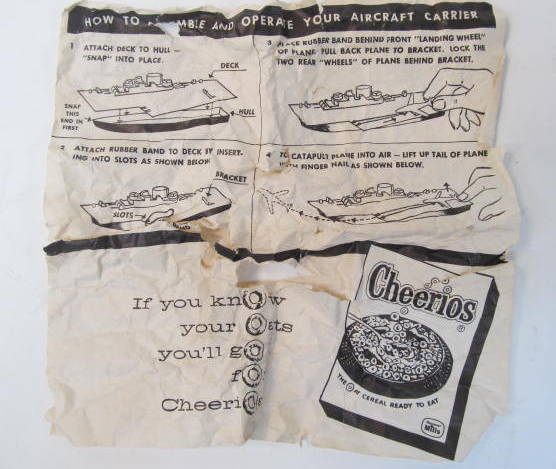 HOW TO ASSEMBLE AND OPERATE YOUR AIRCRAFT CARRIER
1 ATTACH DECK TO HULL —
"SNAP" INTO PLACE.
DECK
HULL
SNAP
THIS
END IN
FIRST
2 ATTACH RUBBER BAND TO DECK BY INSERT-
ING INTO SLOTS AS SHOWN BELOW
BRACKET
SLOTS
3 PLACE RUBBER BAND BEHIND FRONT "LANDING WHEEL"
OF PLANE. PULL BACK PLANE TO BRACKET. LOCK THE
TWO REAR "WHEELS" OF PLANE BEHIND BRACKET.
4 TO CATAPULT PLANE INTO AIR — LIFT UP TAIL OF PLANE
WITH FINGER NAIL AS SHOWN BELOW.
If you know
your Oats
you'll go
for
Cheerios
Cheerios
THE OAT CEREAL READY TO EAT
General
Mills